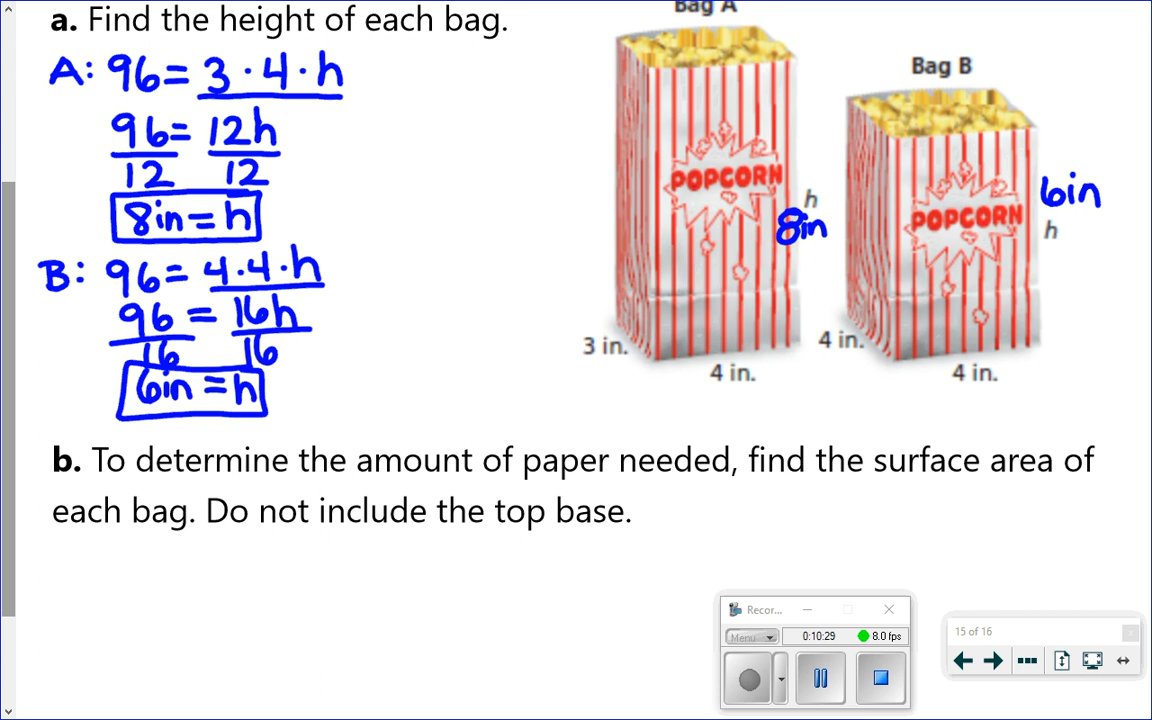 a. Find the height of each bag.
Bag A
A: 96 = 3 · 4 · h
96 = 12h
12 12
8in = h
B: 96 = 4 · 4 · h
96 = 16h
16 16
6in = h
POPCORN
h
8in
3 in.
4 in.
Bag B
POPCORN
6in
h
4 in.
4 in.
b. To determine the amount of paper needed, find the surface area of
each bag. Do not include the top base.
Recor...
Menu
0:10:29
8.0 fps
15 of 16